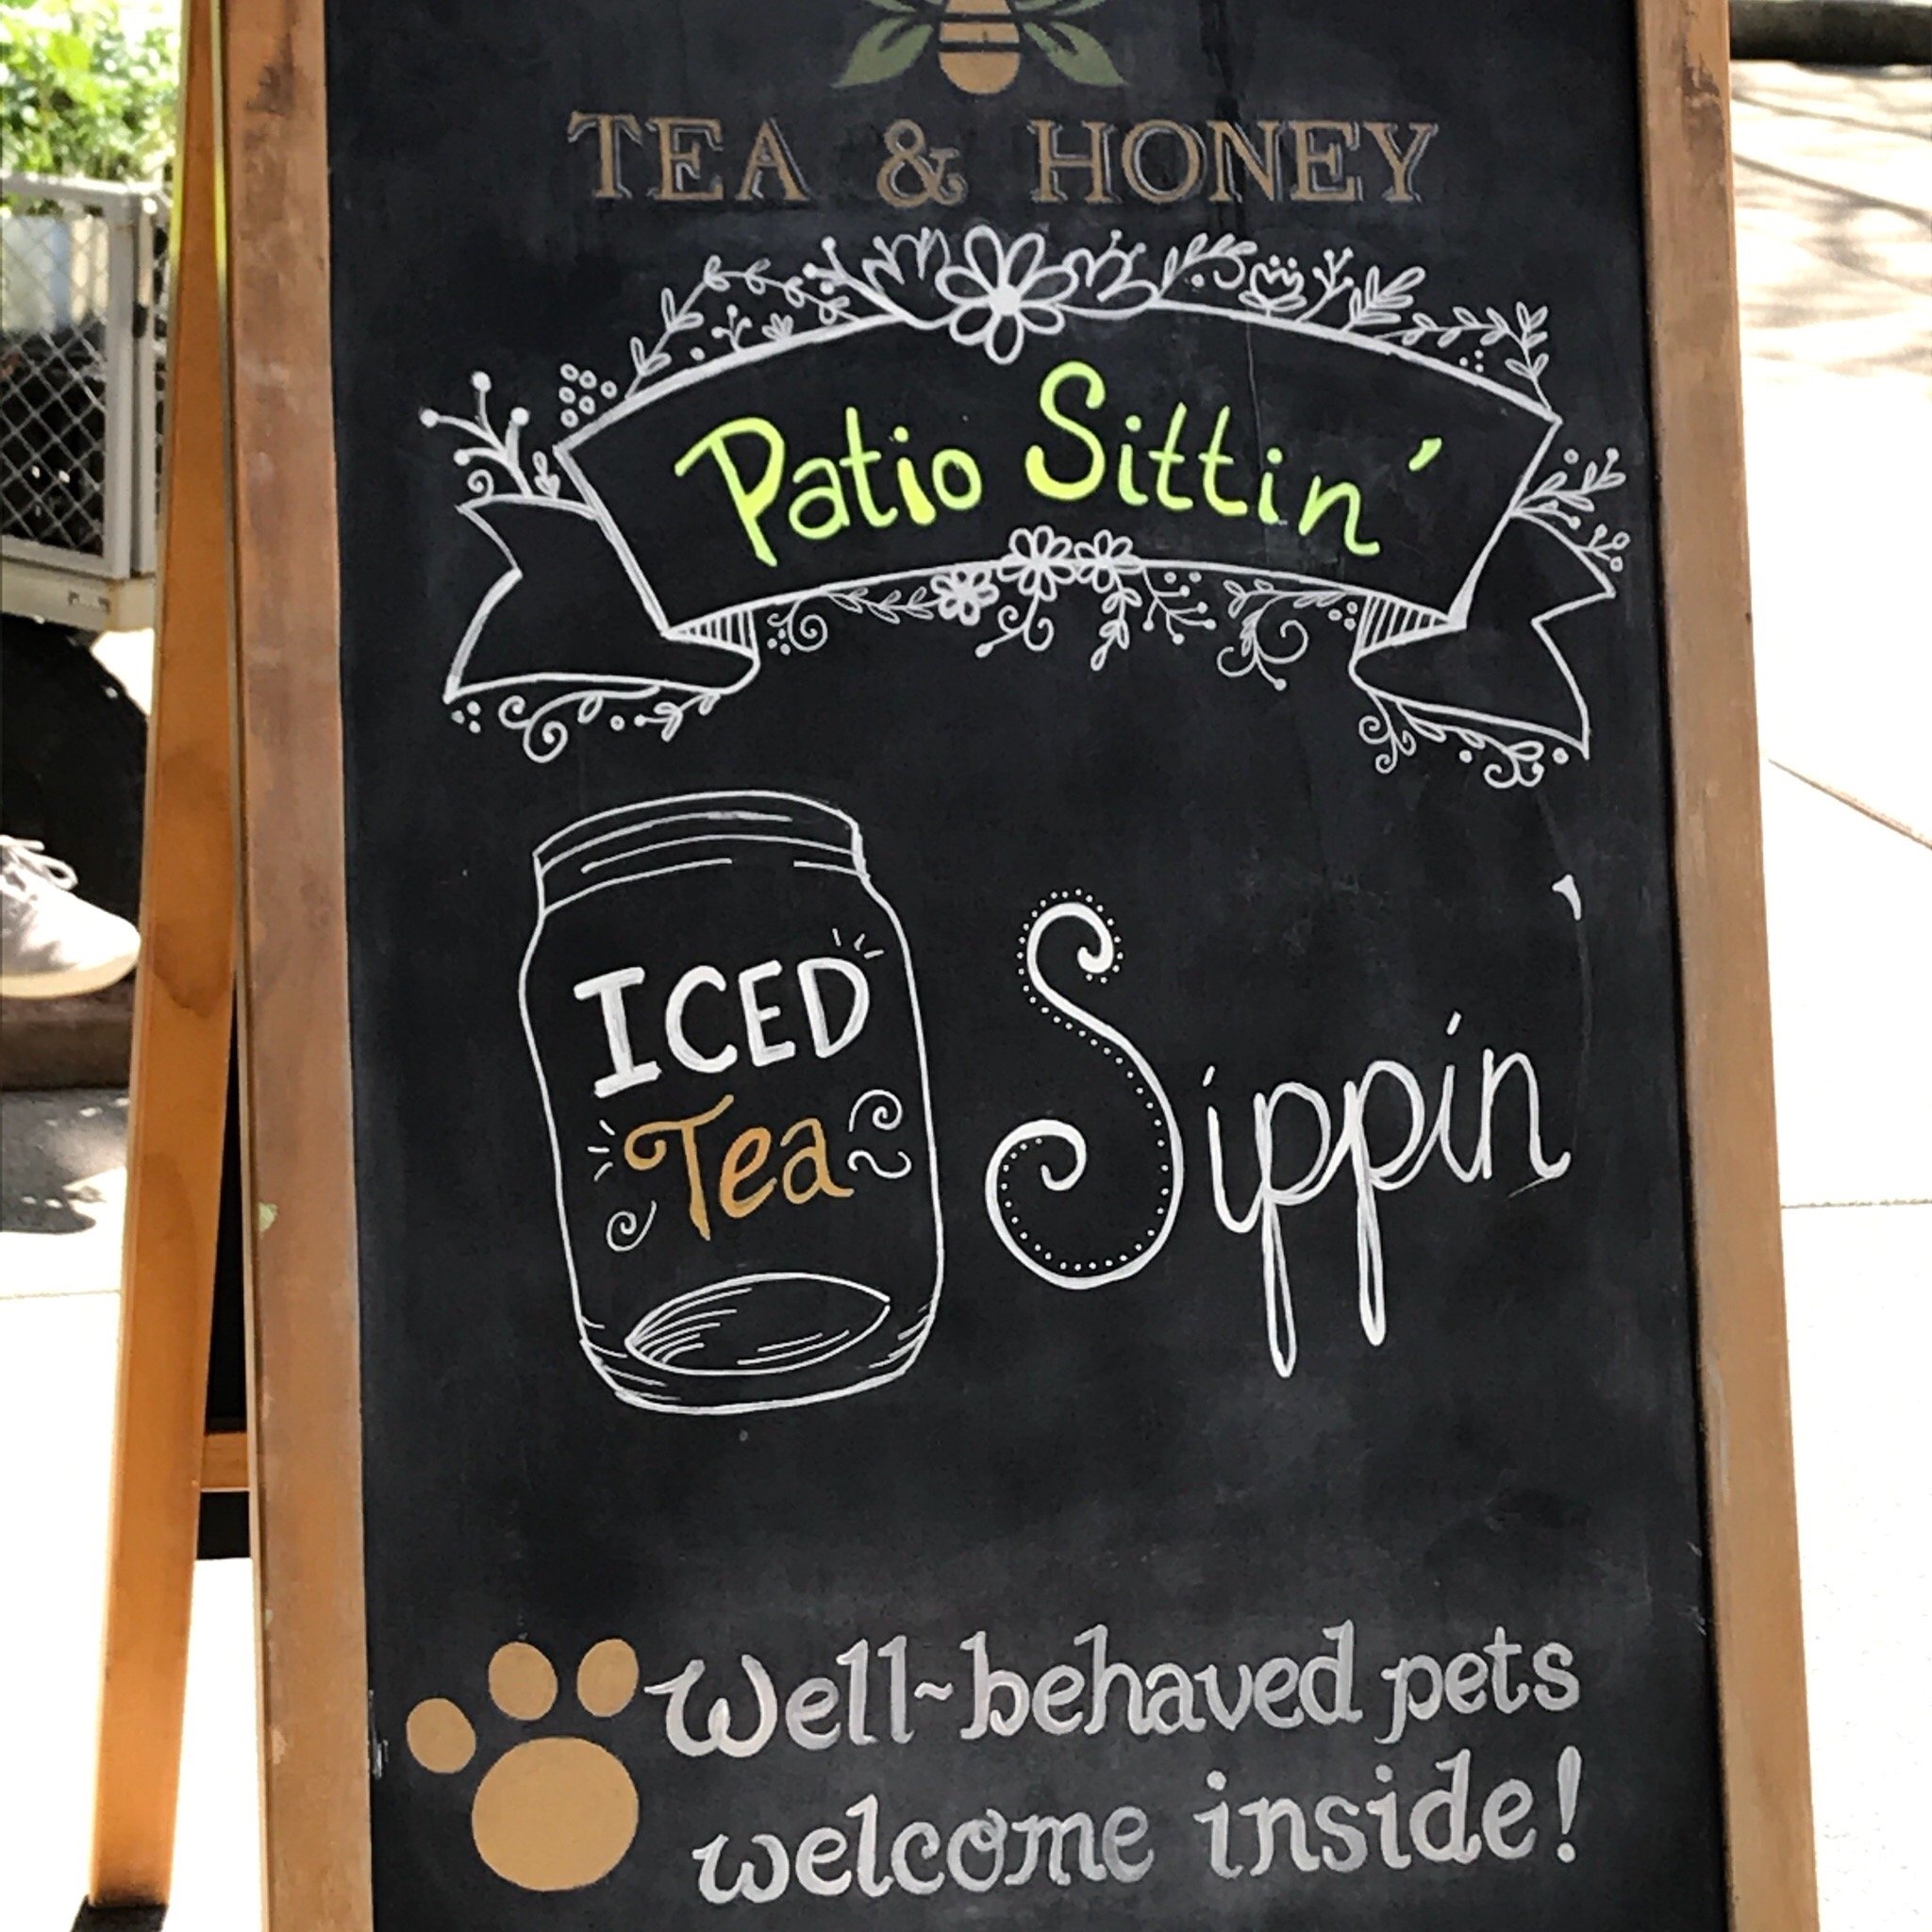 TEA & HONEY
Patio Sittin'
ICED
Tea
Sippin'
Well-behaved pets
welcome inside!